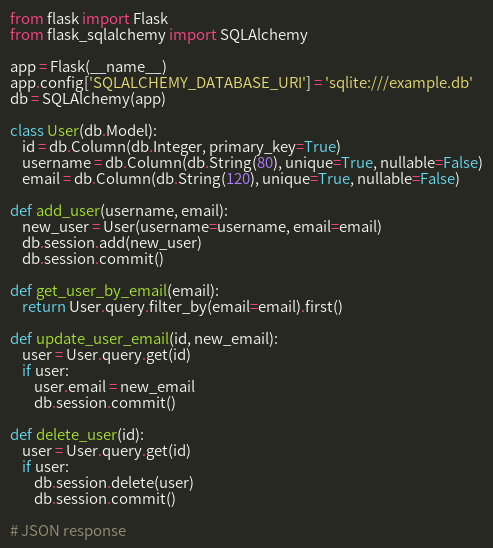 from flask import Flask
from flask_sqlalchemy import SQLAlchemy

app = Flask(__name__)
app.config['SQLALCHEMY_DATABASE_URI'] = 'sqlite:///example.db'
db = SQLAlchemy(app)

class User(db.Model):
    id = db.Column(db.Integer, primary_key=True)
    username = db.Column(db.String(80), unique=True, nullable=False)
    email = db.Column(db.String(120), unique=True, nullable=False)

def add_user(username, email):
    new_user = User(username=username, email=email)
    db.session.add(new_user)
    db.session.commit()

def get_user_by_email(email):
    return User.query.filter_by(email=email).first()

def update_user_email(id, new_email):
    user = User.query.get(id)
    if user:
        user.email = new_email
        db.session.commit()

def delete_user(id):
    user = User.query.get(id)
    if user:
        db.session.delete(user)
        db.session.commit()

# JSON response